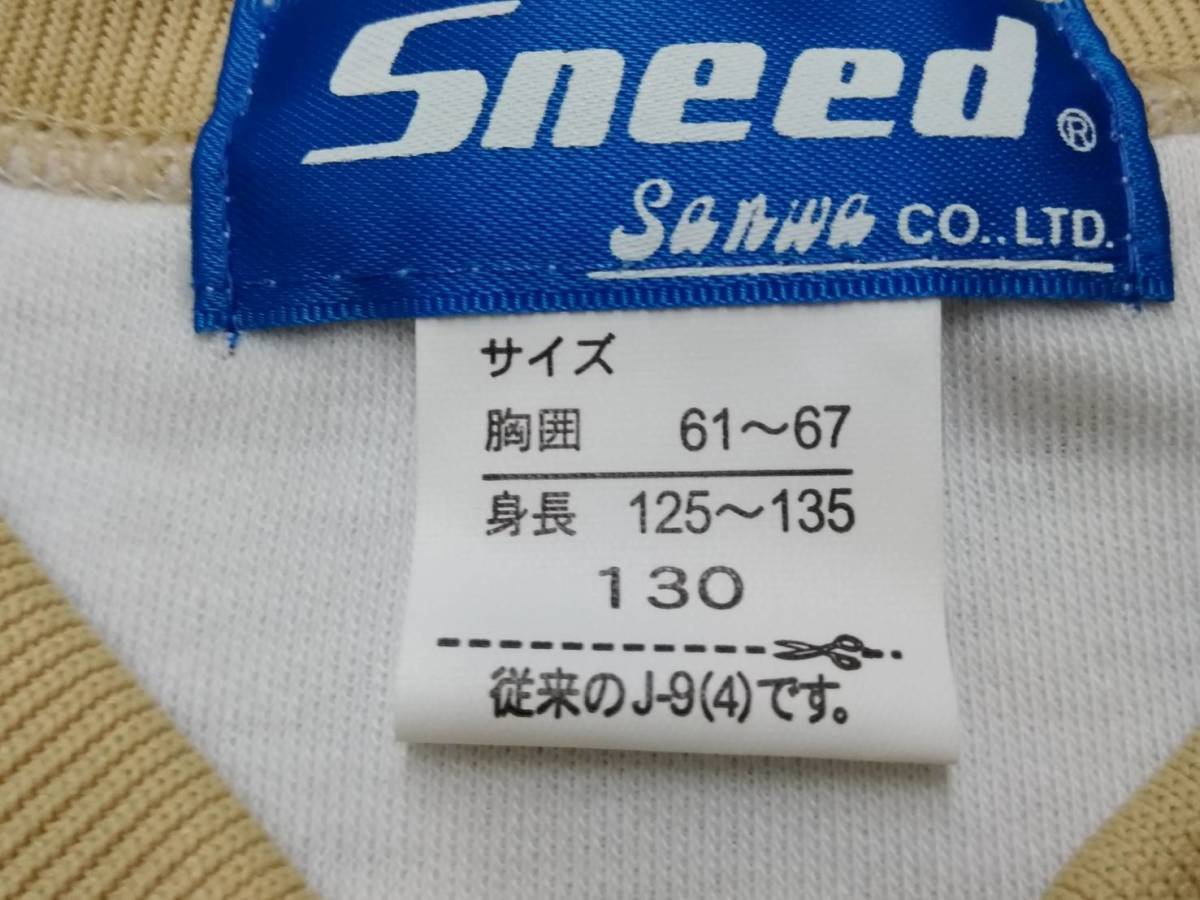 Sneed ®
Sanwa CO.,LTD.
サイズ
胸囲 61～67
身長 125～135
130
従来のJ-9(4)です。